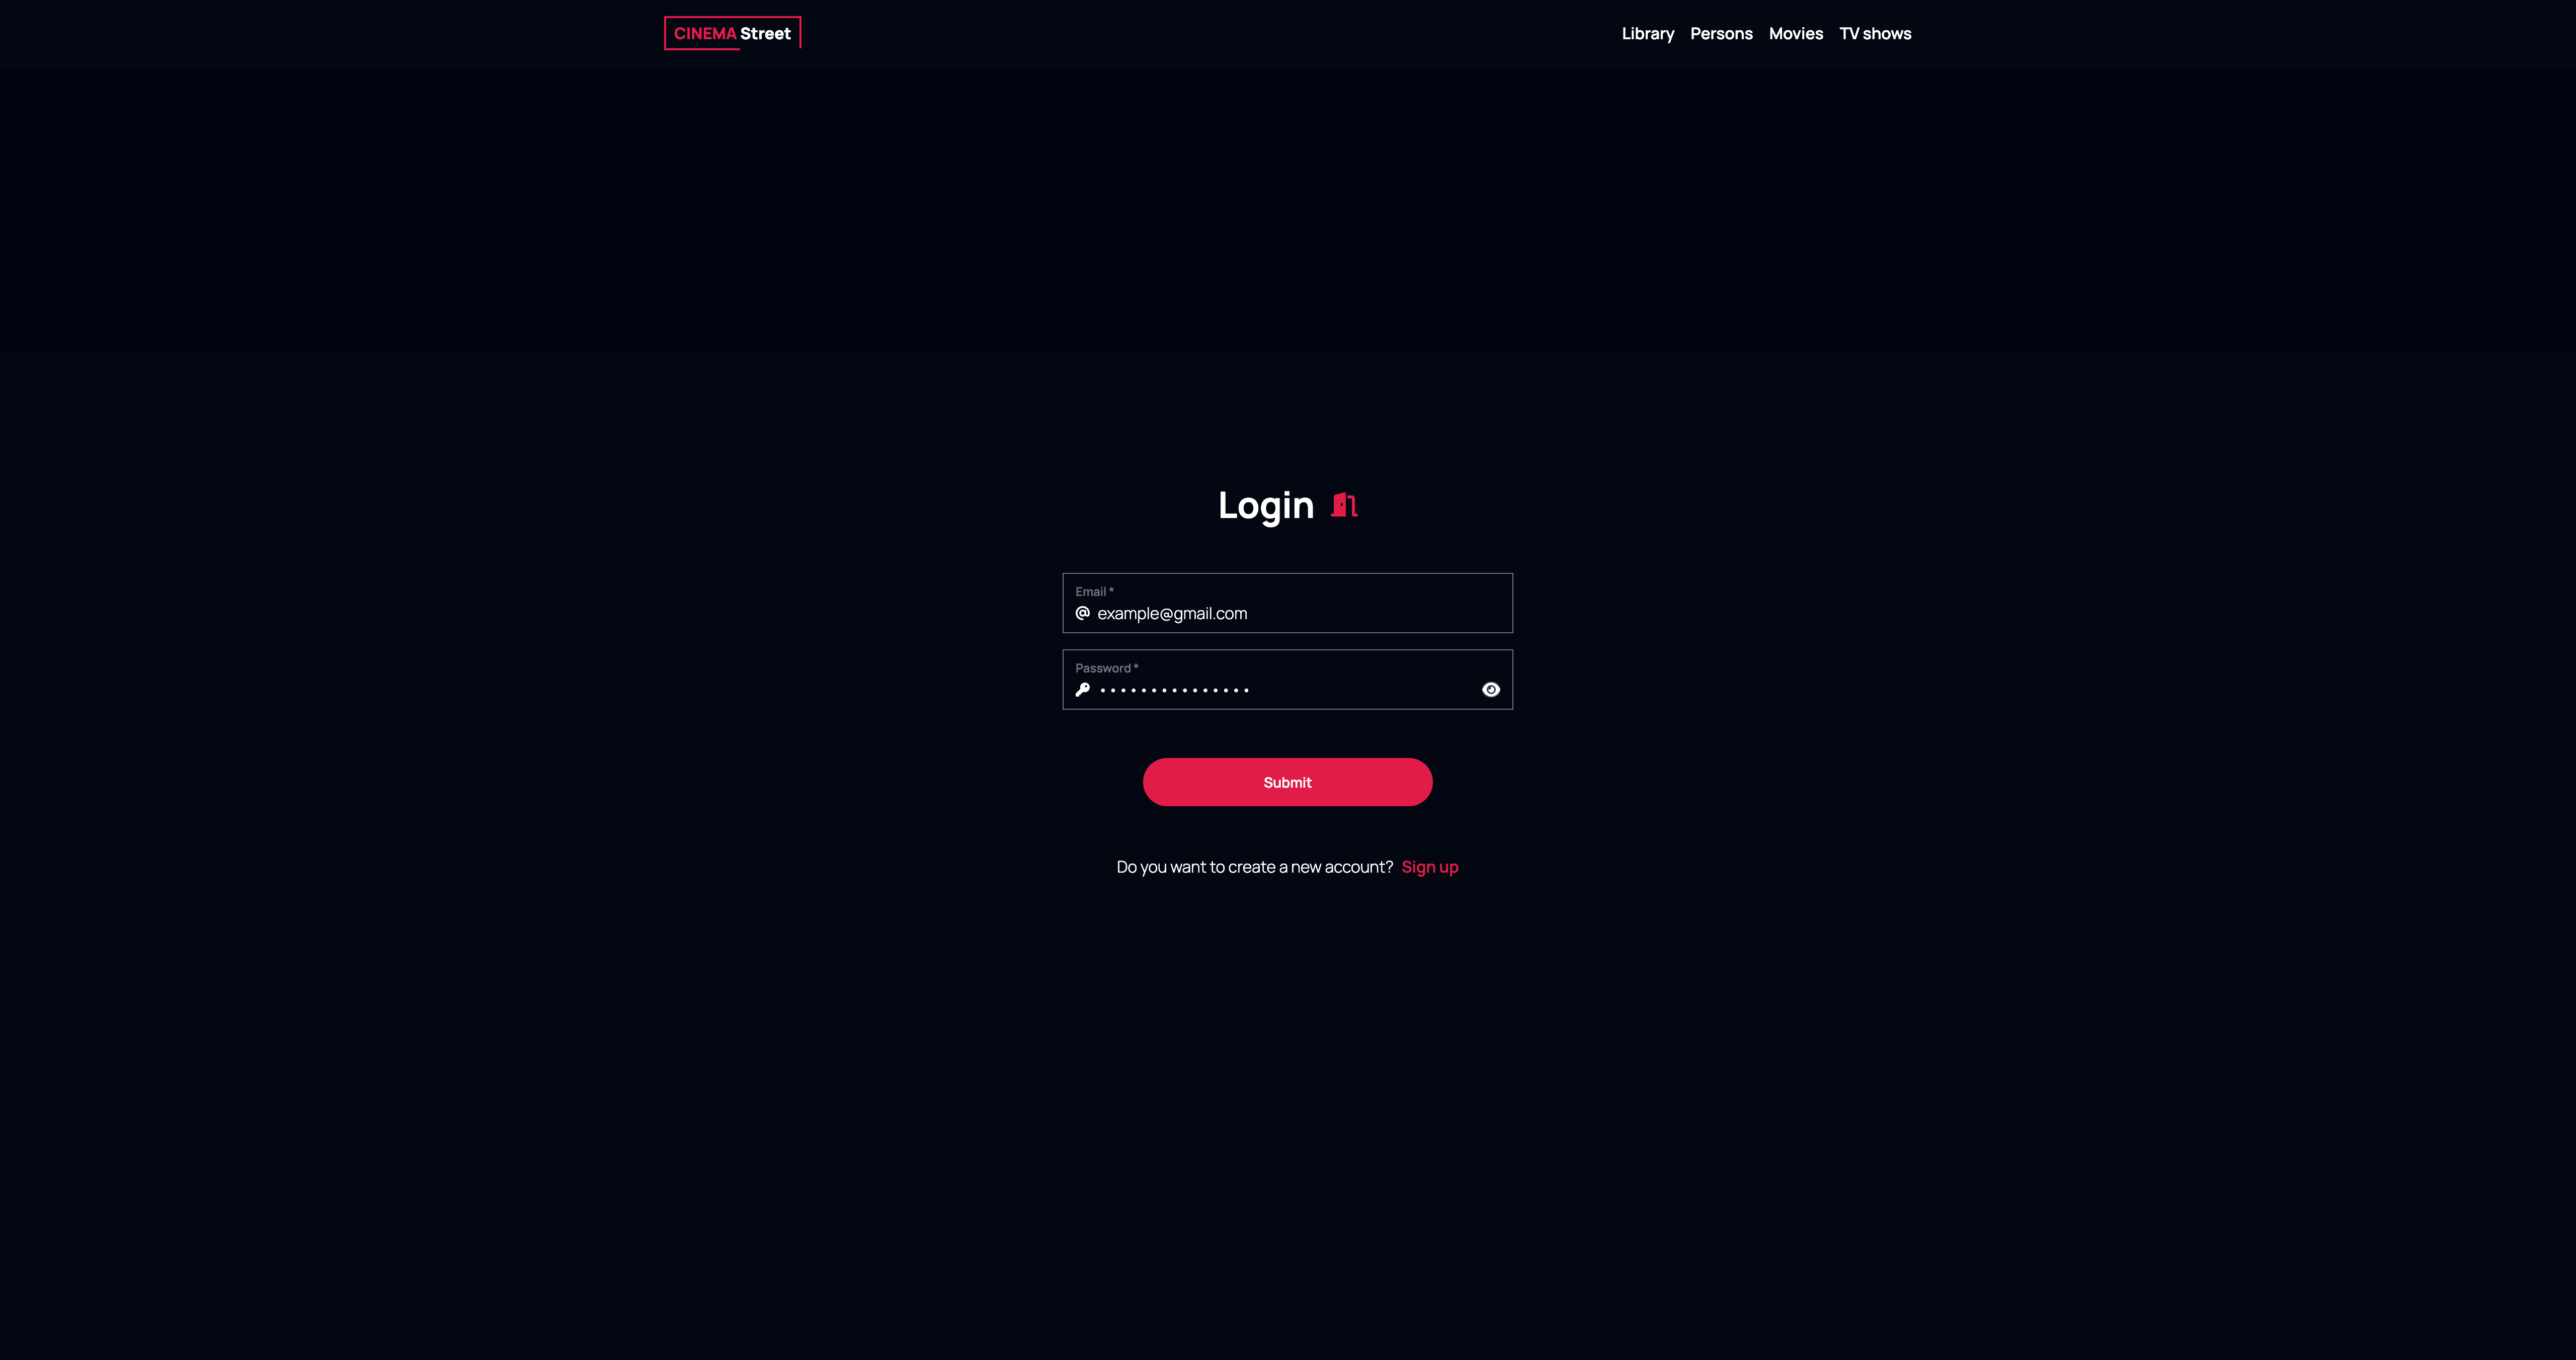 CINEMA Street
Library Persons Movies TV shows
Login
Email *
example@gmail.com
Password *
•••••••••••••••
Submit
Do you want to create a new account? Sign up